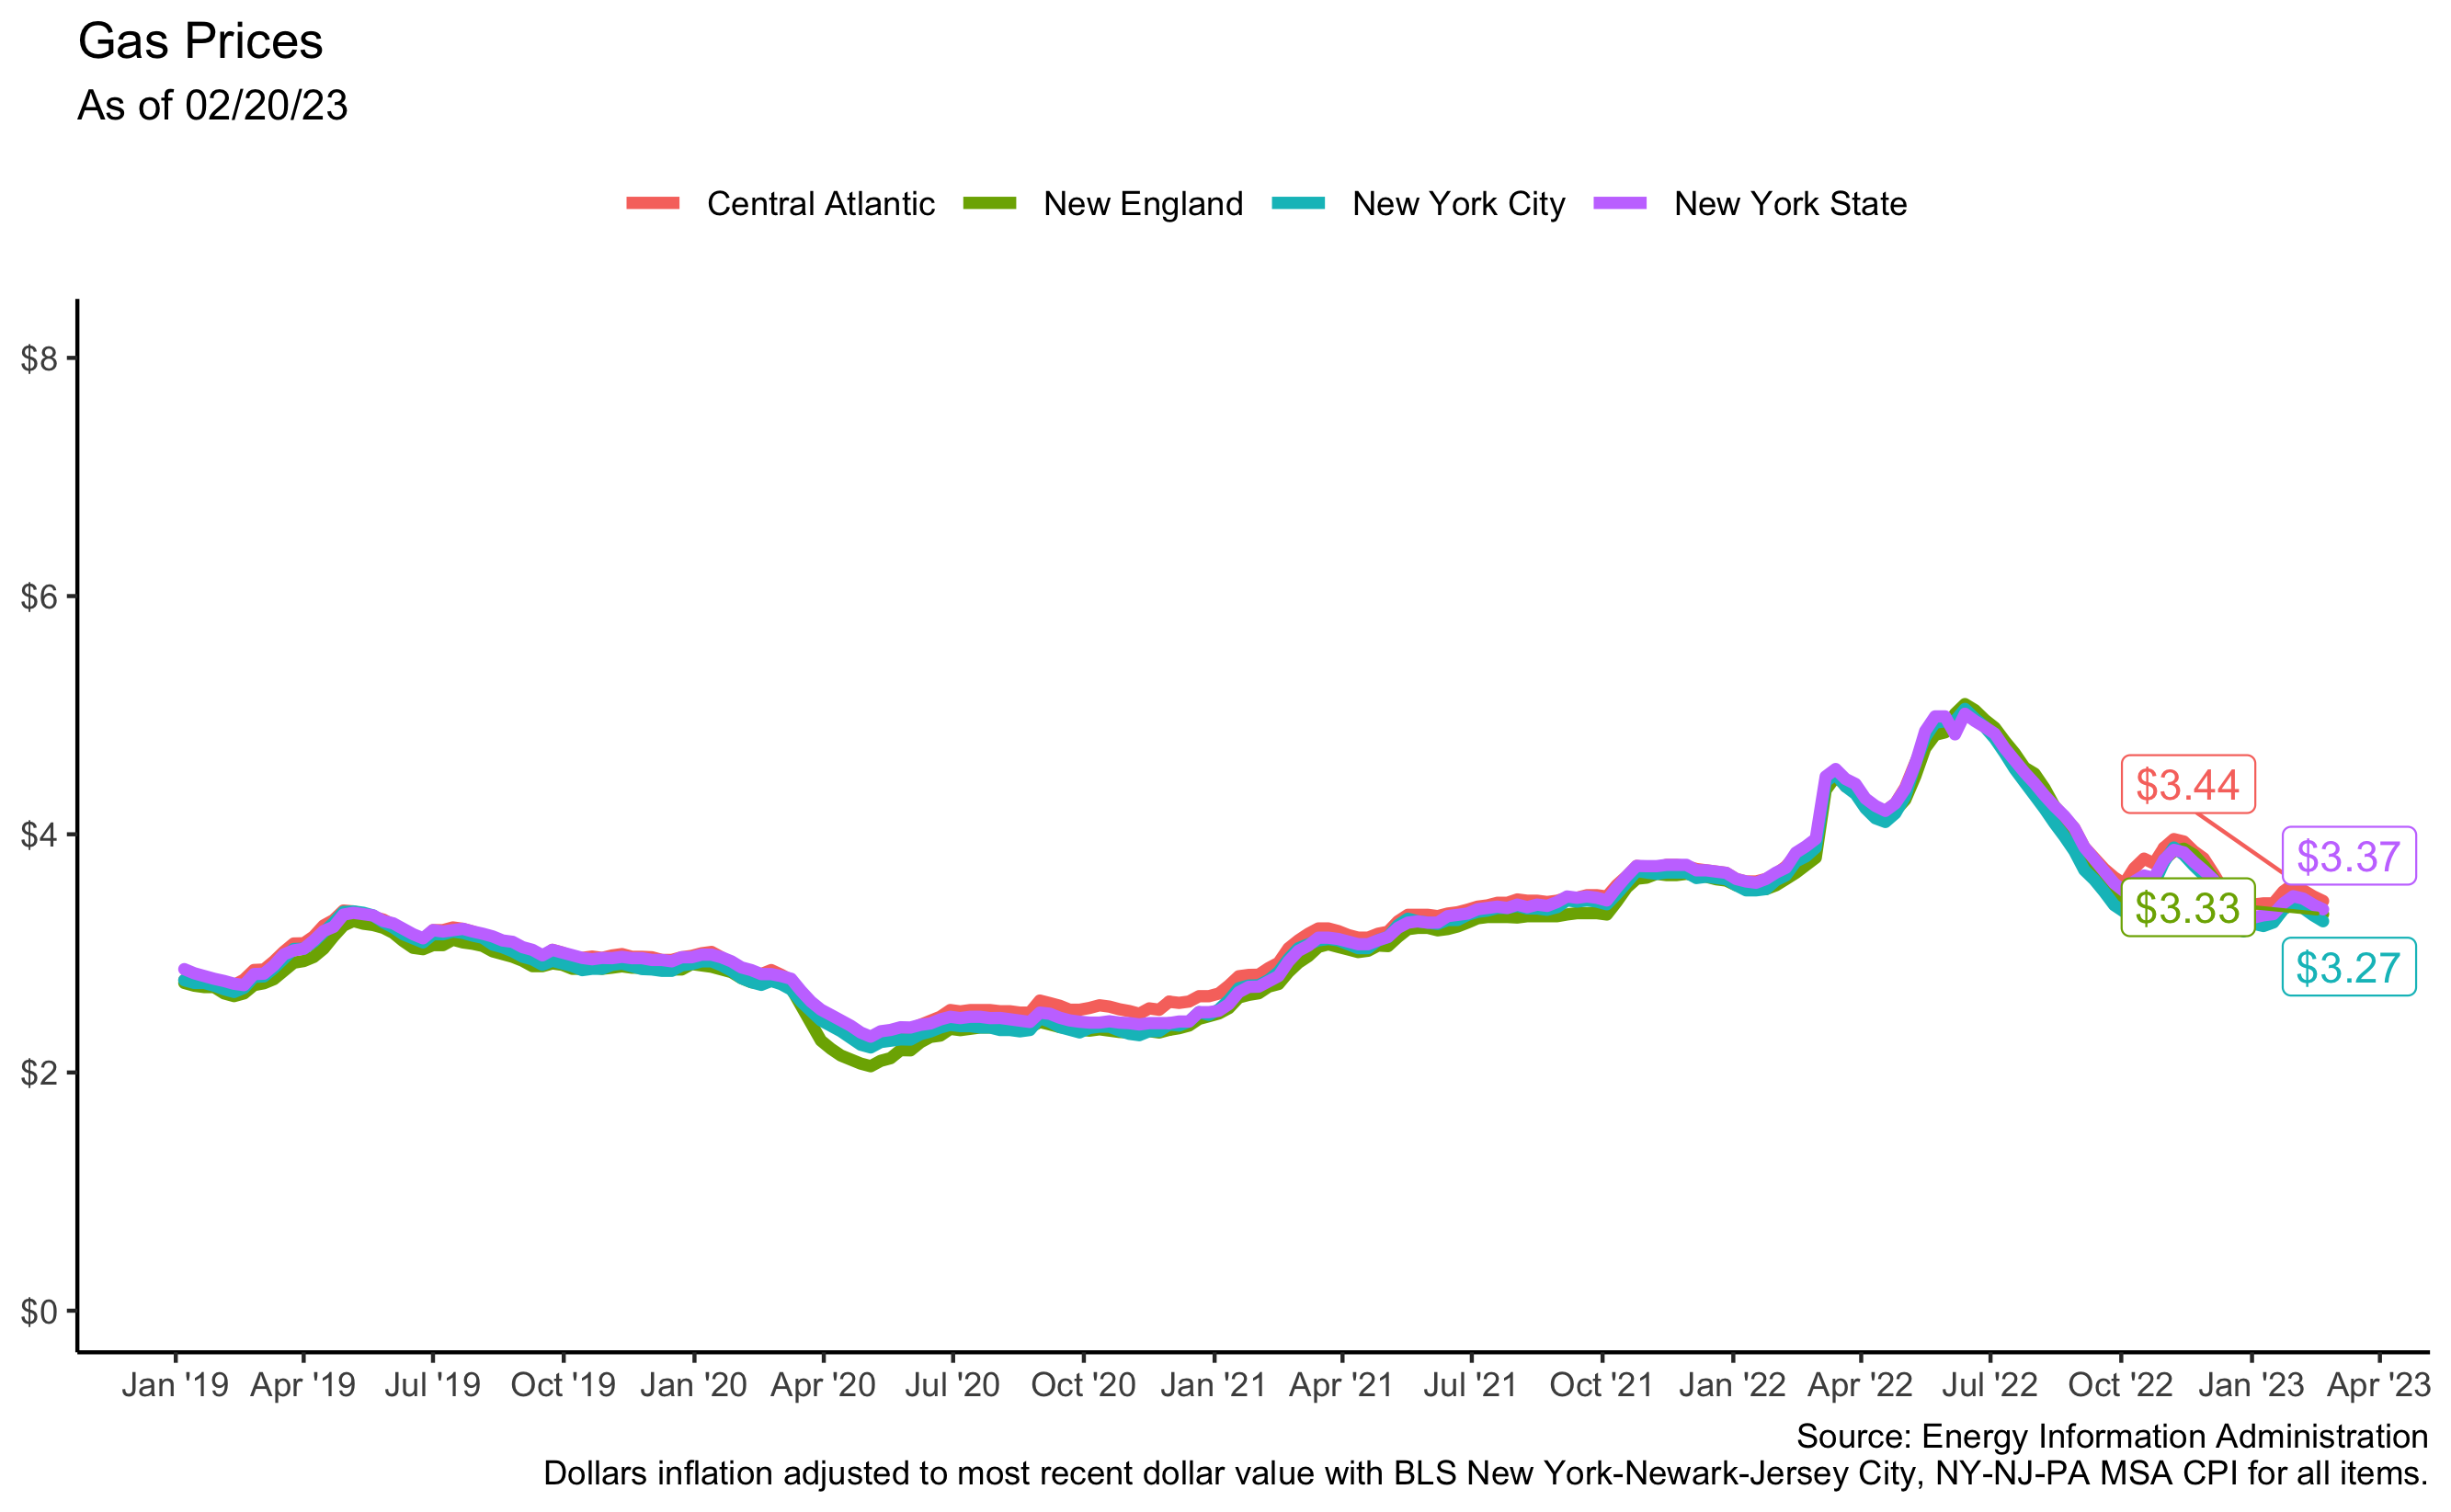 Gas Prices
As of 02/20/23
Central Atlantic New England New York City New York State
$8
$6
$4
$2
$0
$3.44
$3.37
$3.33
$3.27
Jan '19 Apr '19 Jul '19 Oct '19 Jan '20 Apr '20 Jul '20 Oct '20 Jan '21 Apr '21 Jul '21 Oct '21 Jan '22 Apr '22 Jul '22 Oct '22 Jan '23 Apr '23
Source: Energy Information Administration
Dollars inflation adjusted to most recent dollar value with BLS New York-Newark-Jersey City, NY-NJ-PA MSA CPI for all items.